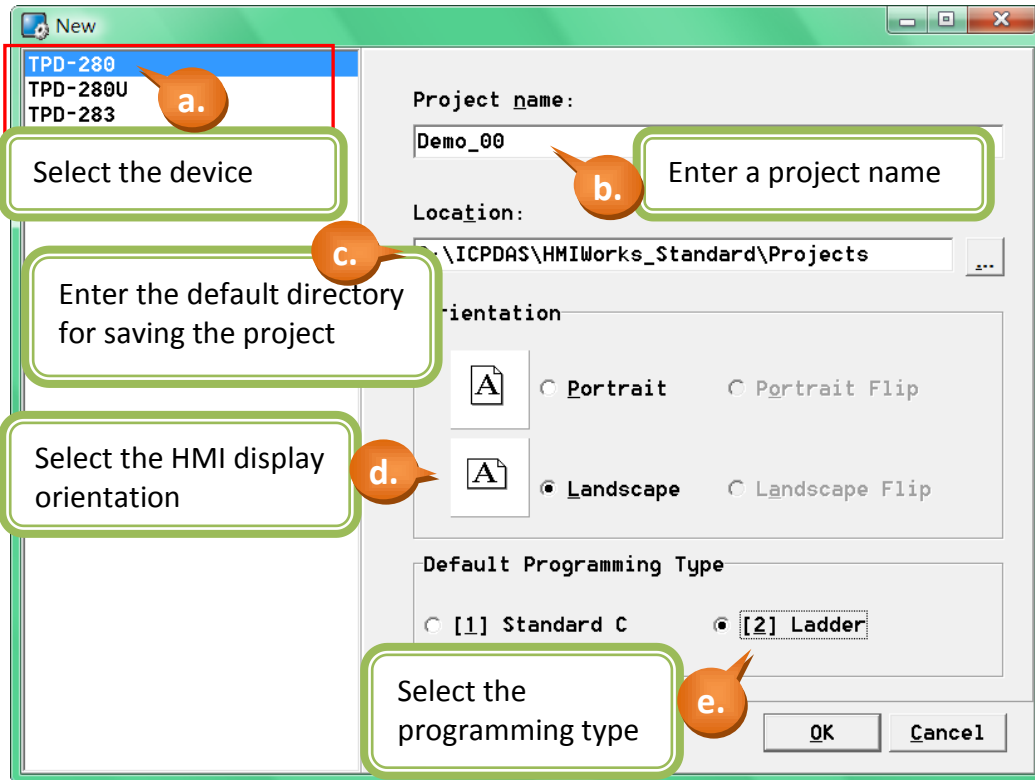 New
TPD-280
TPD-280U
TPD-283
a.
Select the device
Project name:
Demo_00
b.
Enter a project name
Location:
:\ICPDAS\HMIWorks_Standard\Projects
...
c.
Enter the default directory
for saving the project
rientation
A
Portrait
Portrait Flip
Select the HMI display
orientation
d.
A
Landscape
Landscape Flip
Default Programming Type
[1] Standard C
[2] Ladder
Select the
programming type
e.
OK
Cancel